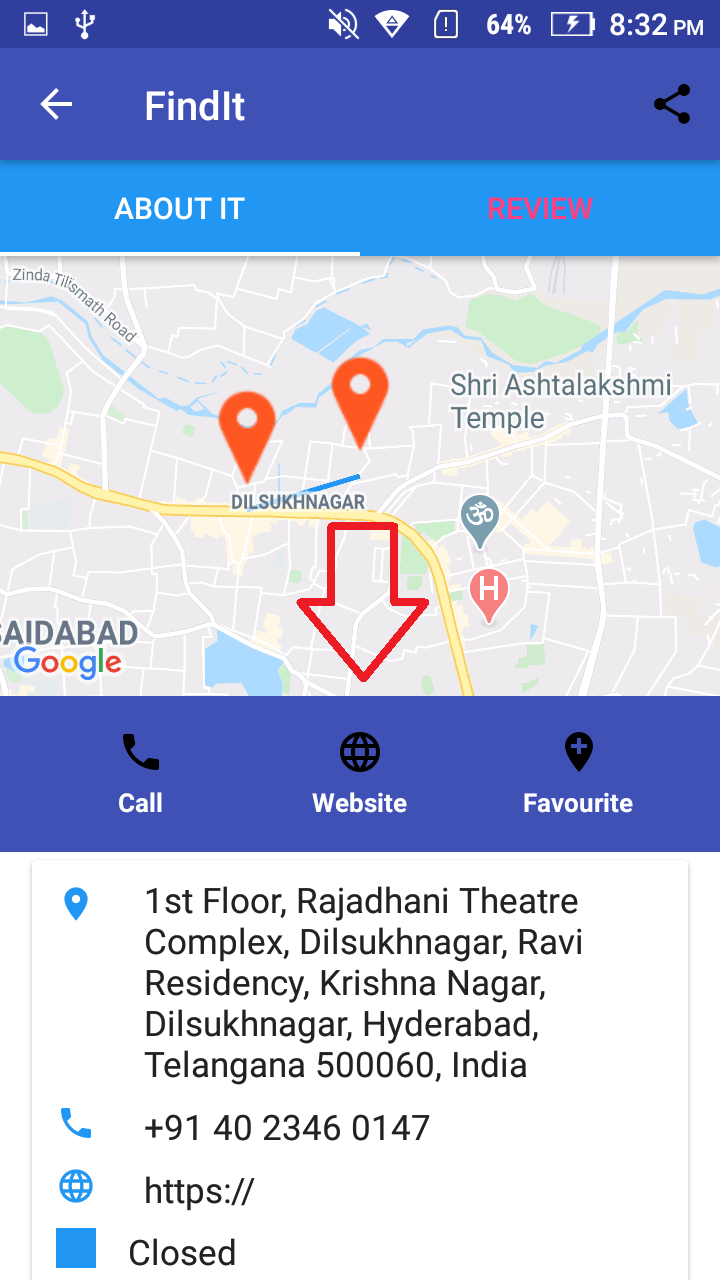 64% 8:32 PM
FindIt
ABOUT IT
REVIEW
Zinda Tilismath Road
Shri Ashtalakshmi
Temple
DILSUKHNAGAR
H
SAIDABAD
Google
Call
Website
Favourite
1st Floor, Rajadhani Theatre
Complex, Dilsukhnagar, Ravi
Residency, Krishna Nagar,
Dilsukhnagar, Hyderabad,
Telangana 500060, India
+91 40 2346 0147
https://
Closed